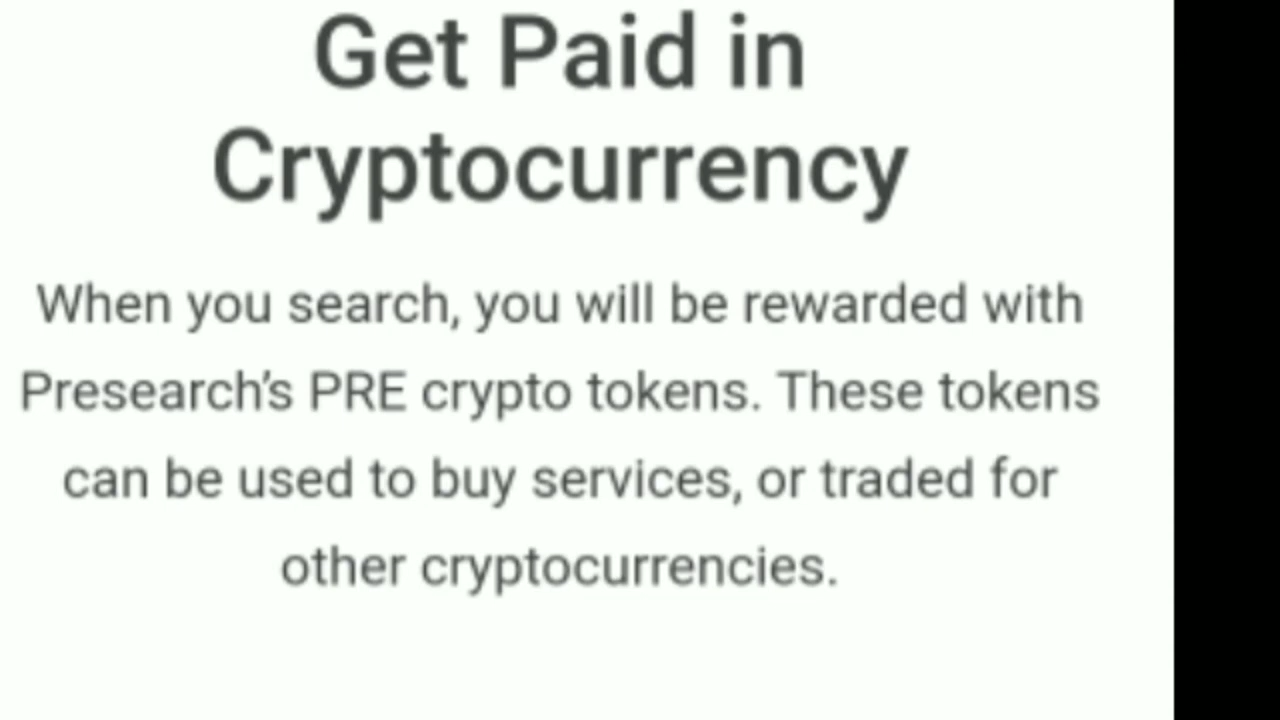 Get Paid in
Cryptocurrency
When you search, you will be rewarded with
Presearch's PRE crypto tokens. These tokens
can be used to buy services, or traded for
other cryptocurrencies.